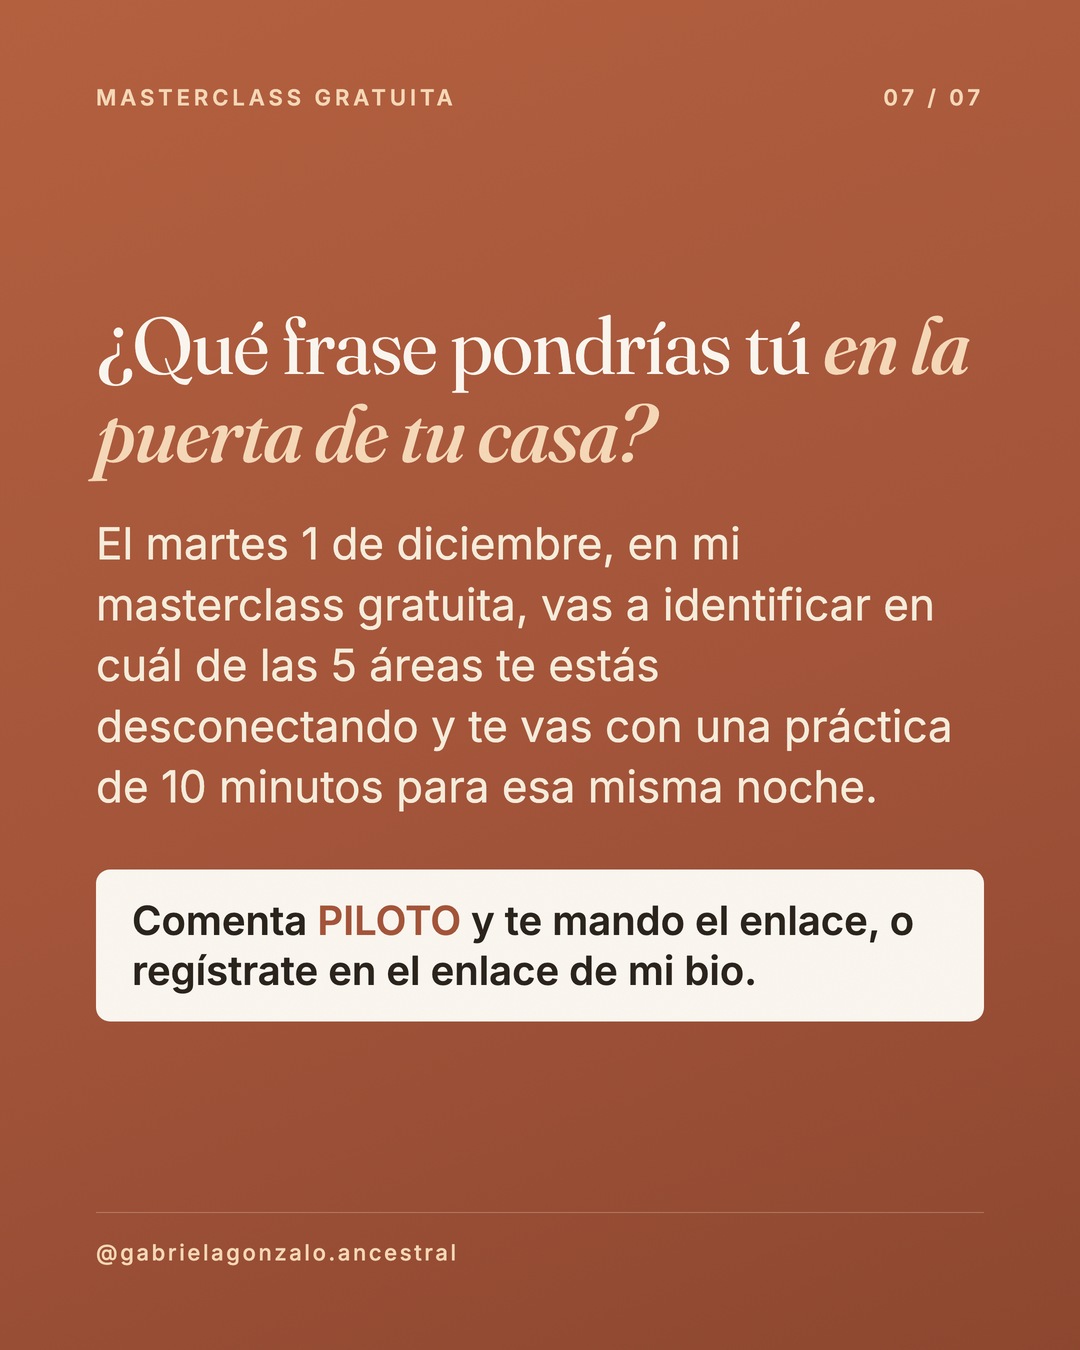 MASTERCLASS GRATUITA
07 / 07
¿Qué frase pondrías tú en la
puerta de tu casa?
El martes 1 de diciembre, en mi
masterclass gratuita, vas a identificar en
cuál de las 5 áreas te estás
desconectando y te vas con una práctica
de 10 minutos para esa misma noche.
Comenta PILOTO y te mando el enlace, o
regístrate en el enlace de mi bio.
@gabrielagonzalo.ancestral